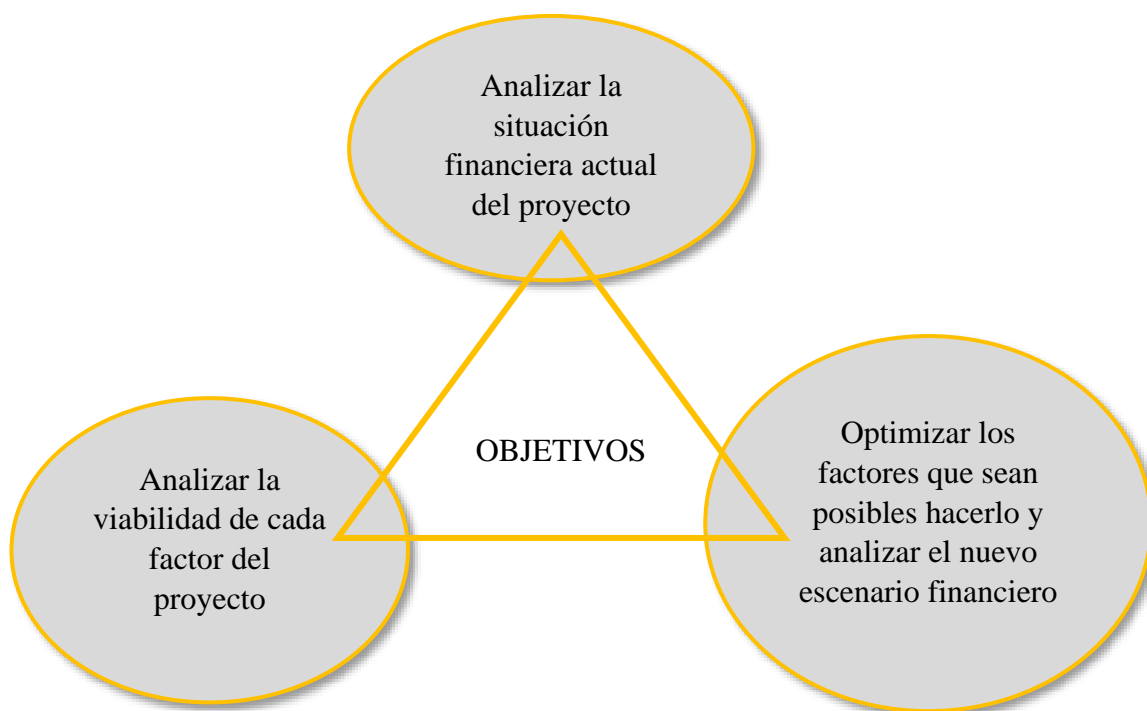 Analizar la
situación
financiera actual
del proyecto
OBJETIVOS
Analizar la
viabilidad de cada
factor del
proyecto
Optimizar los
factores que sean
posibles hacerlo y
analizar el nuevo
escenario financiero